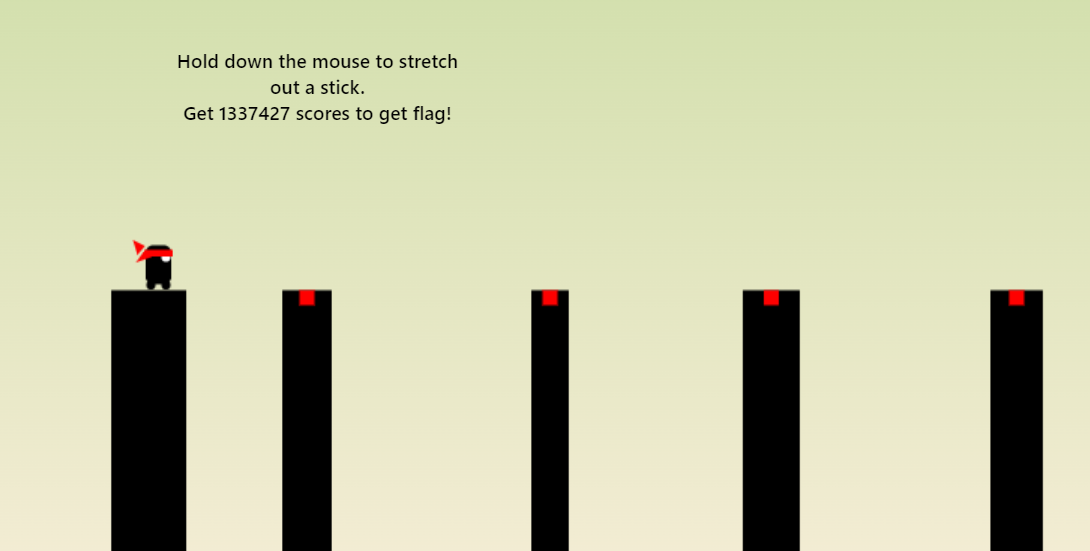 Hold down the mouse to stretch
out a stick.
Get 1337427 scores to get flag!